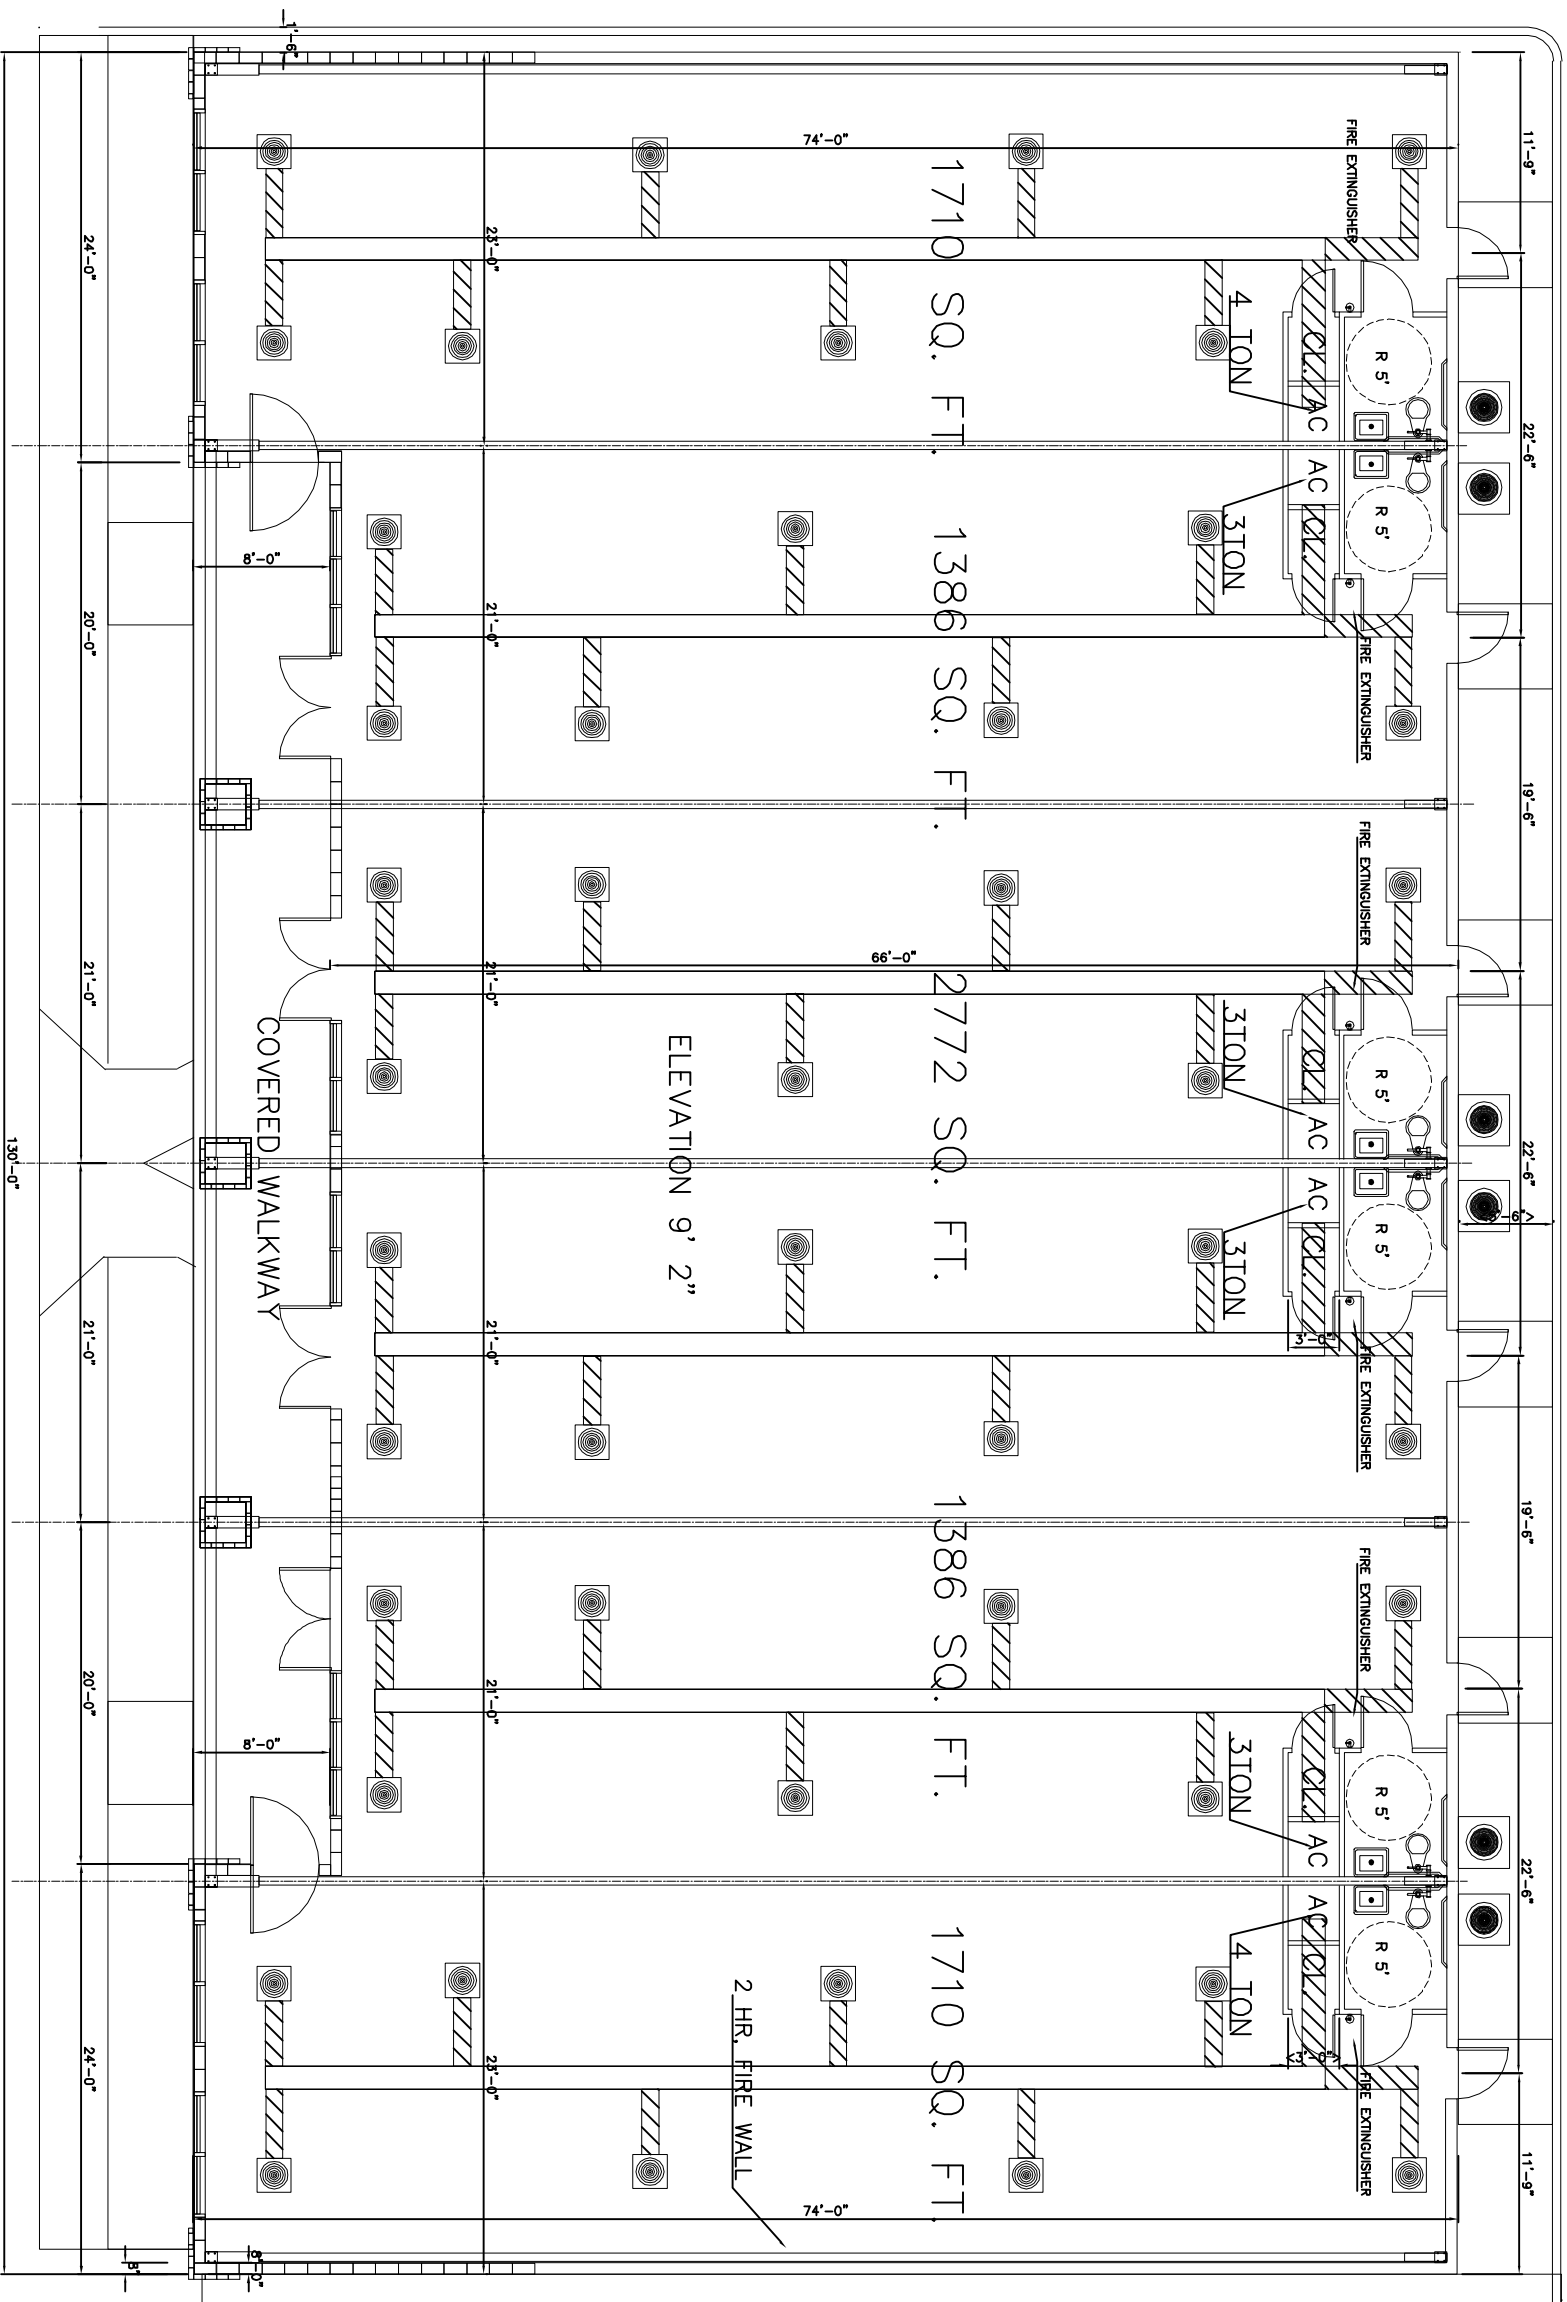 11'-9"
22'-6"
19'-6"
22'-6"
19'-6"
22'-6"
11'-9"
R 5'
R 5'
R 5'
R 5'
R 5'
R 5'
FIRE EXTINGUISHER
FIRE EXTINGUISHER
FIRE EXTINGUISHER
FIRE EXTINGUISHER
FIRE EXTINGUISHER
FIRE EXTINGUISHER
CL. AC AC CL.
CL. AC AC CL.
CL. AC AC CL.
3'-0"
<3'-0">
4 TON
3TON
3TON
3TON
3TON
4 TON
1710 SQ. FT.
1386 SQ. FT.
2772 SQ. FT.
1386 SQ. FT.
1710 SQ. FT.
74'-0"
66'-0"
74'-0"
2 HR. FIRE WALL
ELEVATION 9' 2"
23'-0"
21'-0"
21'-0"
21'-0"
21'-0"
23'-0"
1'-6"
COVERED WALKWAY
8'-0"
8'-0"
8'-0"
8"
24'-0"
20'-0"
21'-0"
21'-0"
20'-0"
24'-0"
130'-0"